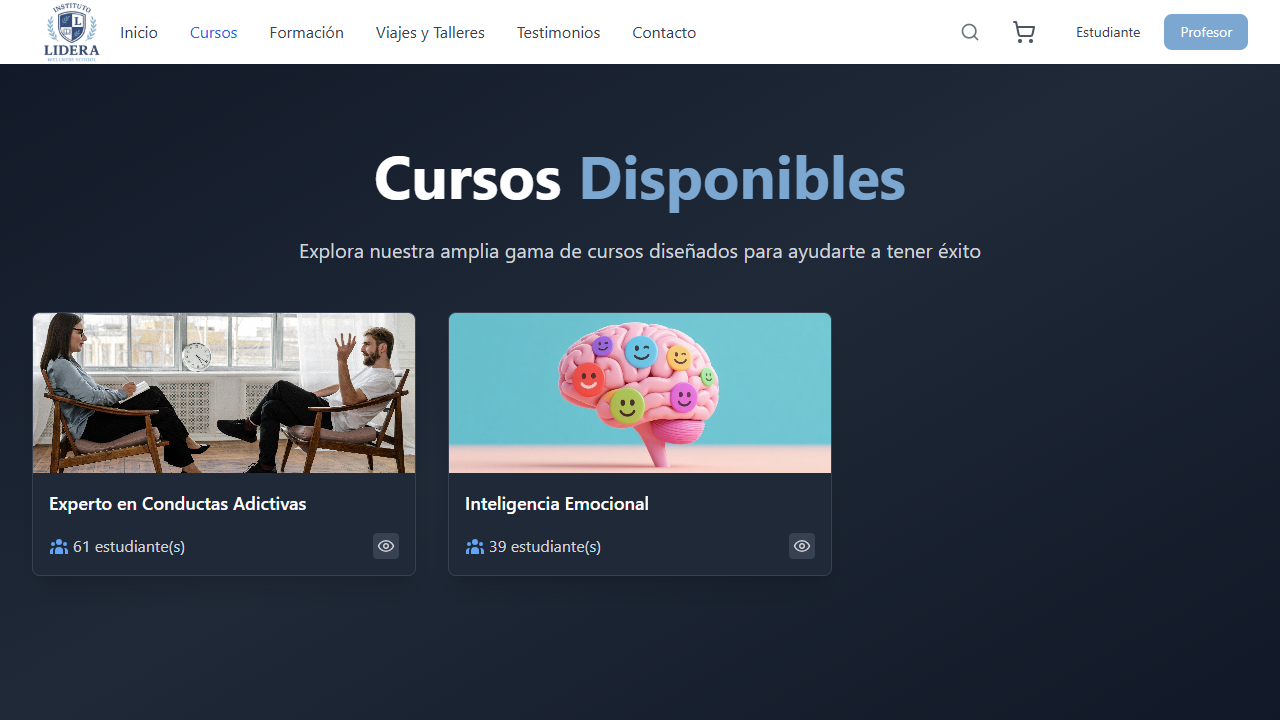 INSTITUTO
L
LIDERA
WELLNESS SCHOOL
Inicio
Cursos
Formación
Viajes y Talleres
Testimonios
Contacto
Estudiante
Profesor
Cursos Disponibles
Explora nuestra amplia gama de cursos diseñados para ayudarte a tener éxito
Experto en Conductas Adictivas
61 estudiante(s)
Inteligencia Emocional
39 estudiante(s)